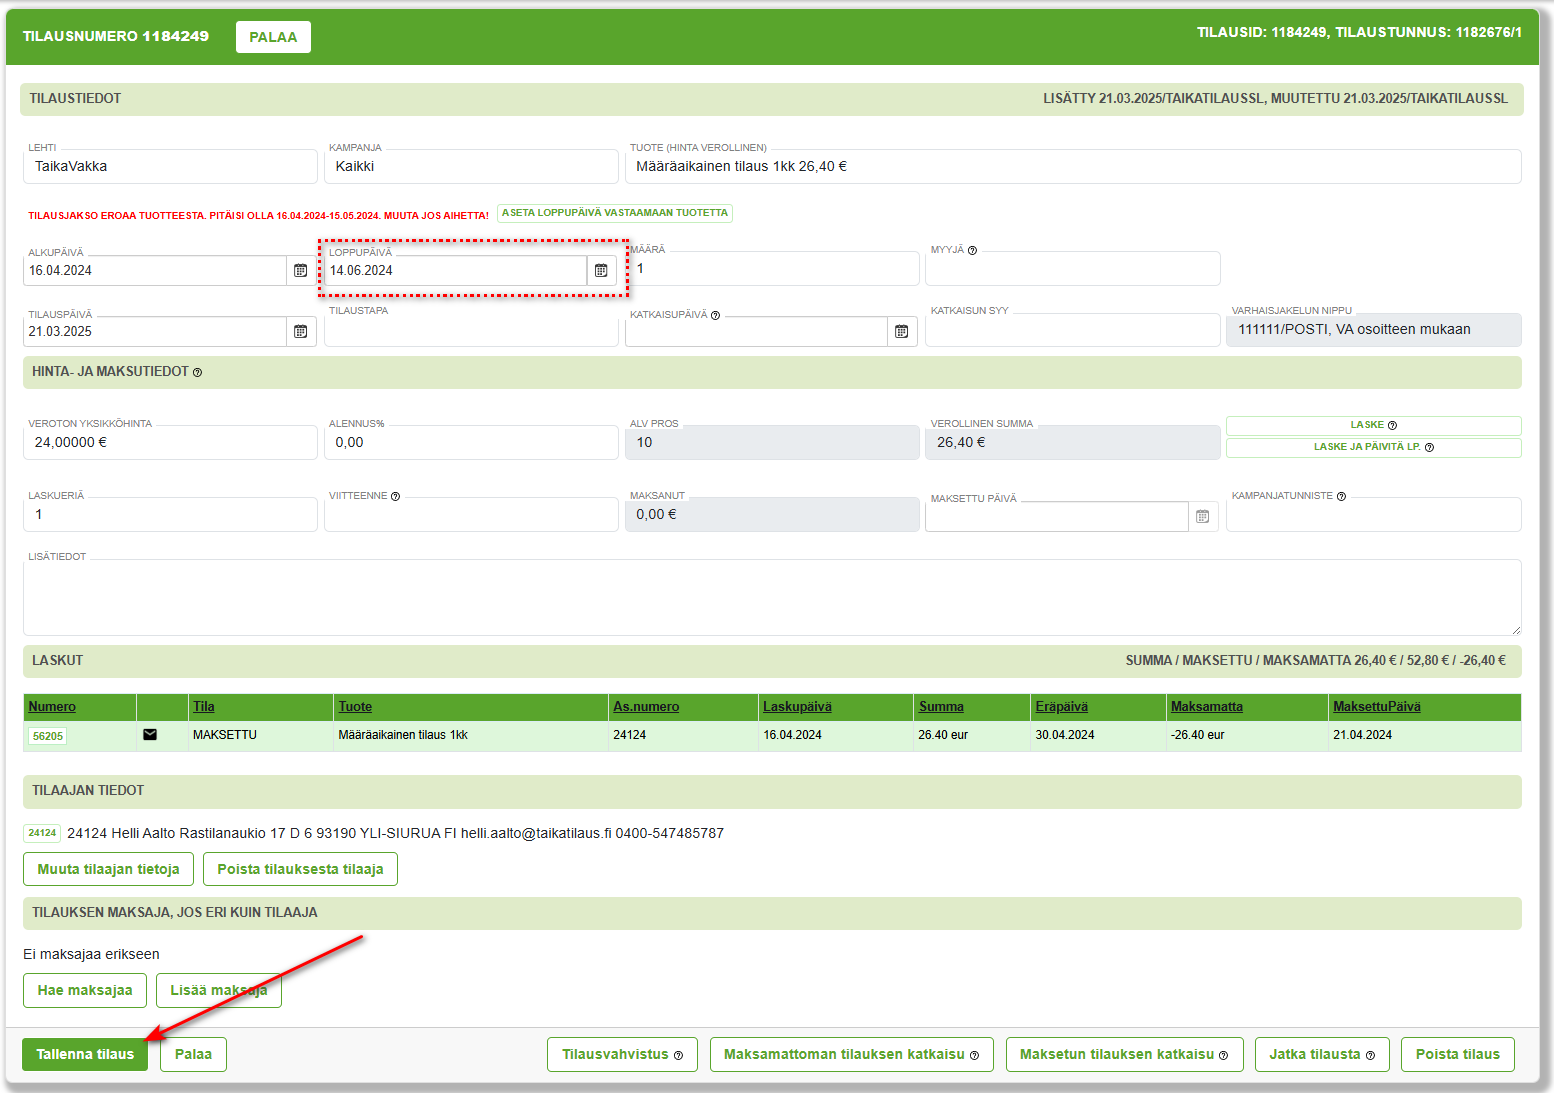 TILAUSNUMERO 1184249 PALAA TILAUSID: 1184249, TILAUSTUNNUS: 1182676/1
TILAUSTIEDOT LISÄTTY 21.03.2025/TAIKATILAUSSL, MUUTETTU 21.03.2025/TAIKATILAUSSL
LEHTI KAMPANJA TUOTE (HINTA VEROLLINEN)
TaikaVakka Kaikki Määräaikainen tilaus 1kk 26,40 €
TILAUSJAKSO EROAA TUOTTEESTA. PITÄISI OLLA 16.04.2024-15.05.2024. MUUTA JOS AIHETTA! ASETA LOPPUPÄIVÄ VASTAAMAAN TUOTETTA
ALKUPÄIVÄ LOPPUPÄIVÄ MÄÄRÄ MYYJÄ
16.04.2024 14.06.2024 1
TILAUSPÄIVÄ TILAUSTAPA KATKAISUPÄIVÄ KATKAISUN SYY VARHAISJAKELUN NIPPU
21.03.2025 111111/POSTI, VA osoitteen mukaan
HINTA- JA MAKSUTIEDOT
VEROTON YKSIKKÖHINTA ALENNUS% ALV PROS VEROLLINEN SUMMA LASKE
24,00000 € 0,00 10 26,40 € LASKE JA PÄIVITÄ LP.
LASKUERIÄ VIITTEENNE MAKSANUT MAKSETTU PÄIVÄ KAMPANJATUNNISTE
1 0,00 €
LISÄTIEDOT
LASKUT SUMMA / MAKSETTU / MAKSAMATTA 26,40 € / 52,80 € / -26,40 €
Numero Tila Tuote As.numero Laskupäivä Summa Eräpäivä Maksamatta MaksettuPäivä
56205 MAKSETTU Määräaikainen tilaus 1kk 24124 16.04.2024 26.40 eur 30.04.2024 -26.40 eur 21.04.2024
TILAAJAN TIEDOT
24124 24124 Helli Aalto Rastilanaukio 17 D 6 93190 YLI-SIURUA FI helli.aalto@taikatilaus.fi 0400-547485787
Muuta tilaajan tietoja Poista tilauksesta tilaaja
TILAUKSEN MAKSAJA, JOS ERI KUIN TILAAJA
Ei maksajaa erikseen
Hae maksajaa Lisää maksaja
Tallenna tilaus Palaa Tilausvahvistus Maksamattoman tilauksen katkaisu Maksetun tilauksen katkaisu Jatka tilausta Poista tilaus